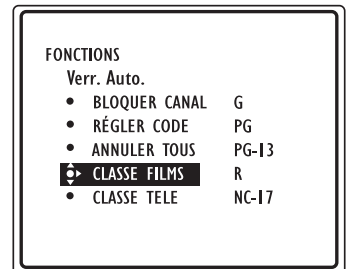 FONCTIONS
Verr. Auto.
• BLOQUER CANAL G
• RÉGLER CODE PG
• ANNULER TOUS PG-13
CLASSE FILMS R
• CLASSE TELE NC-17